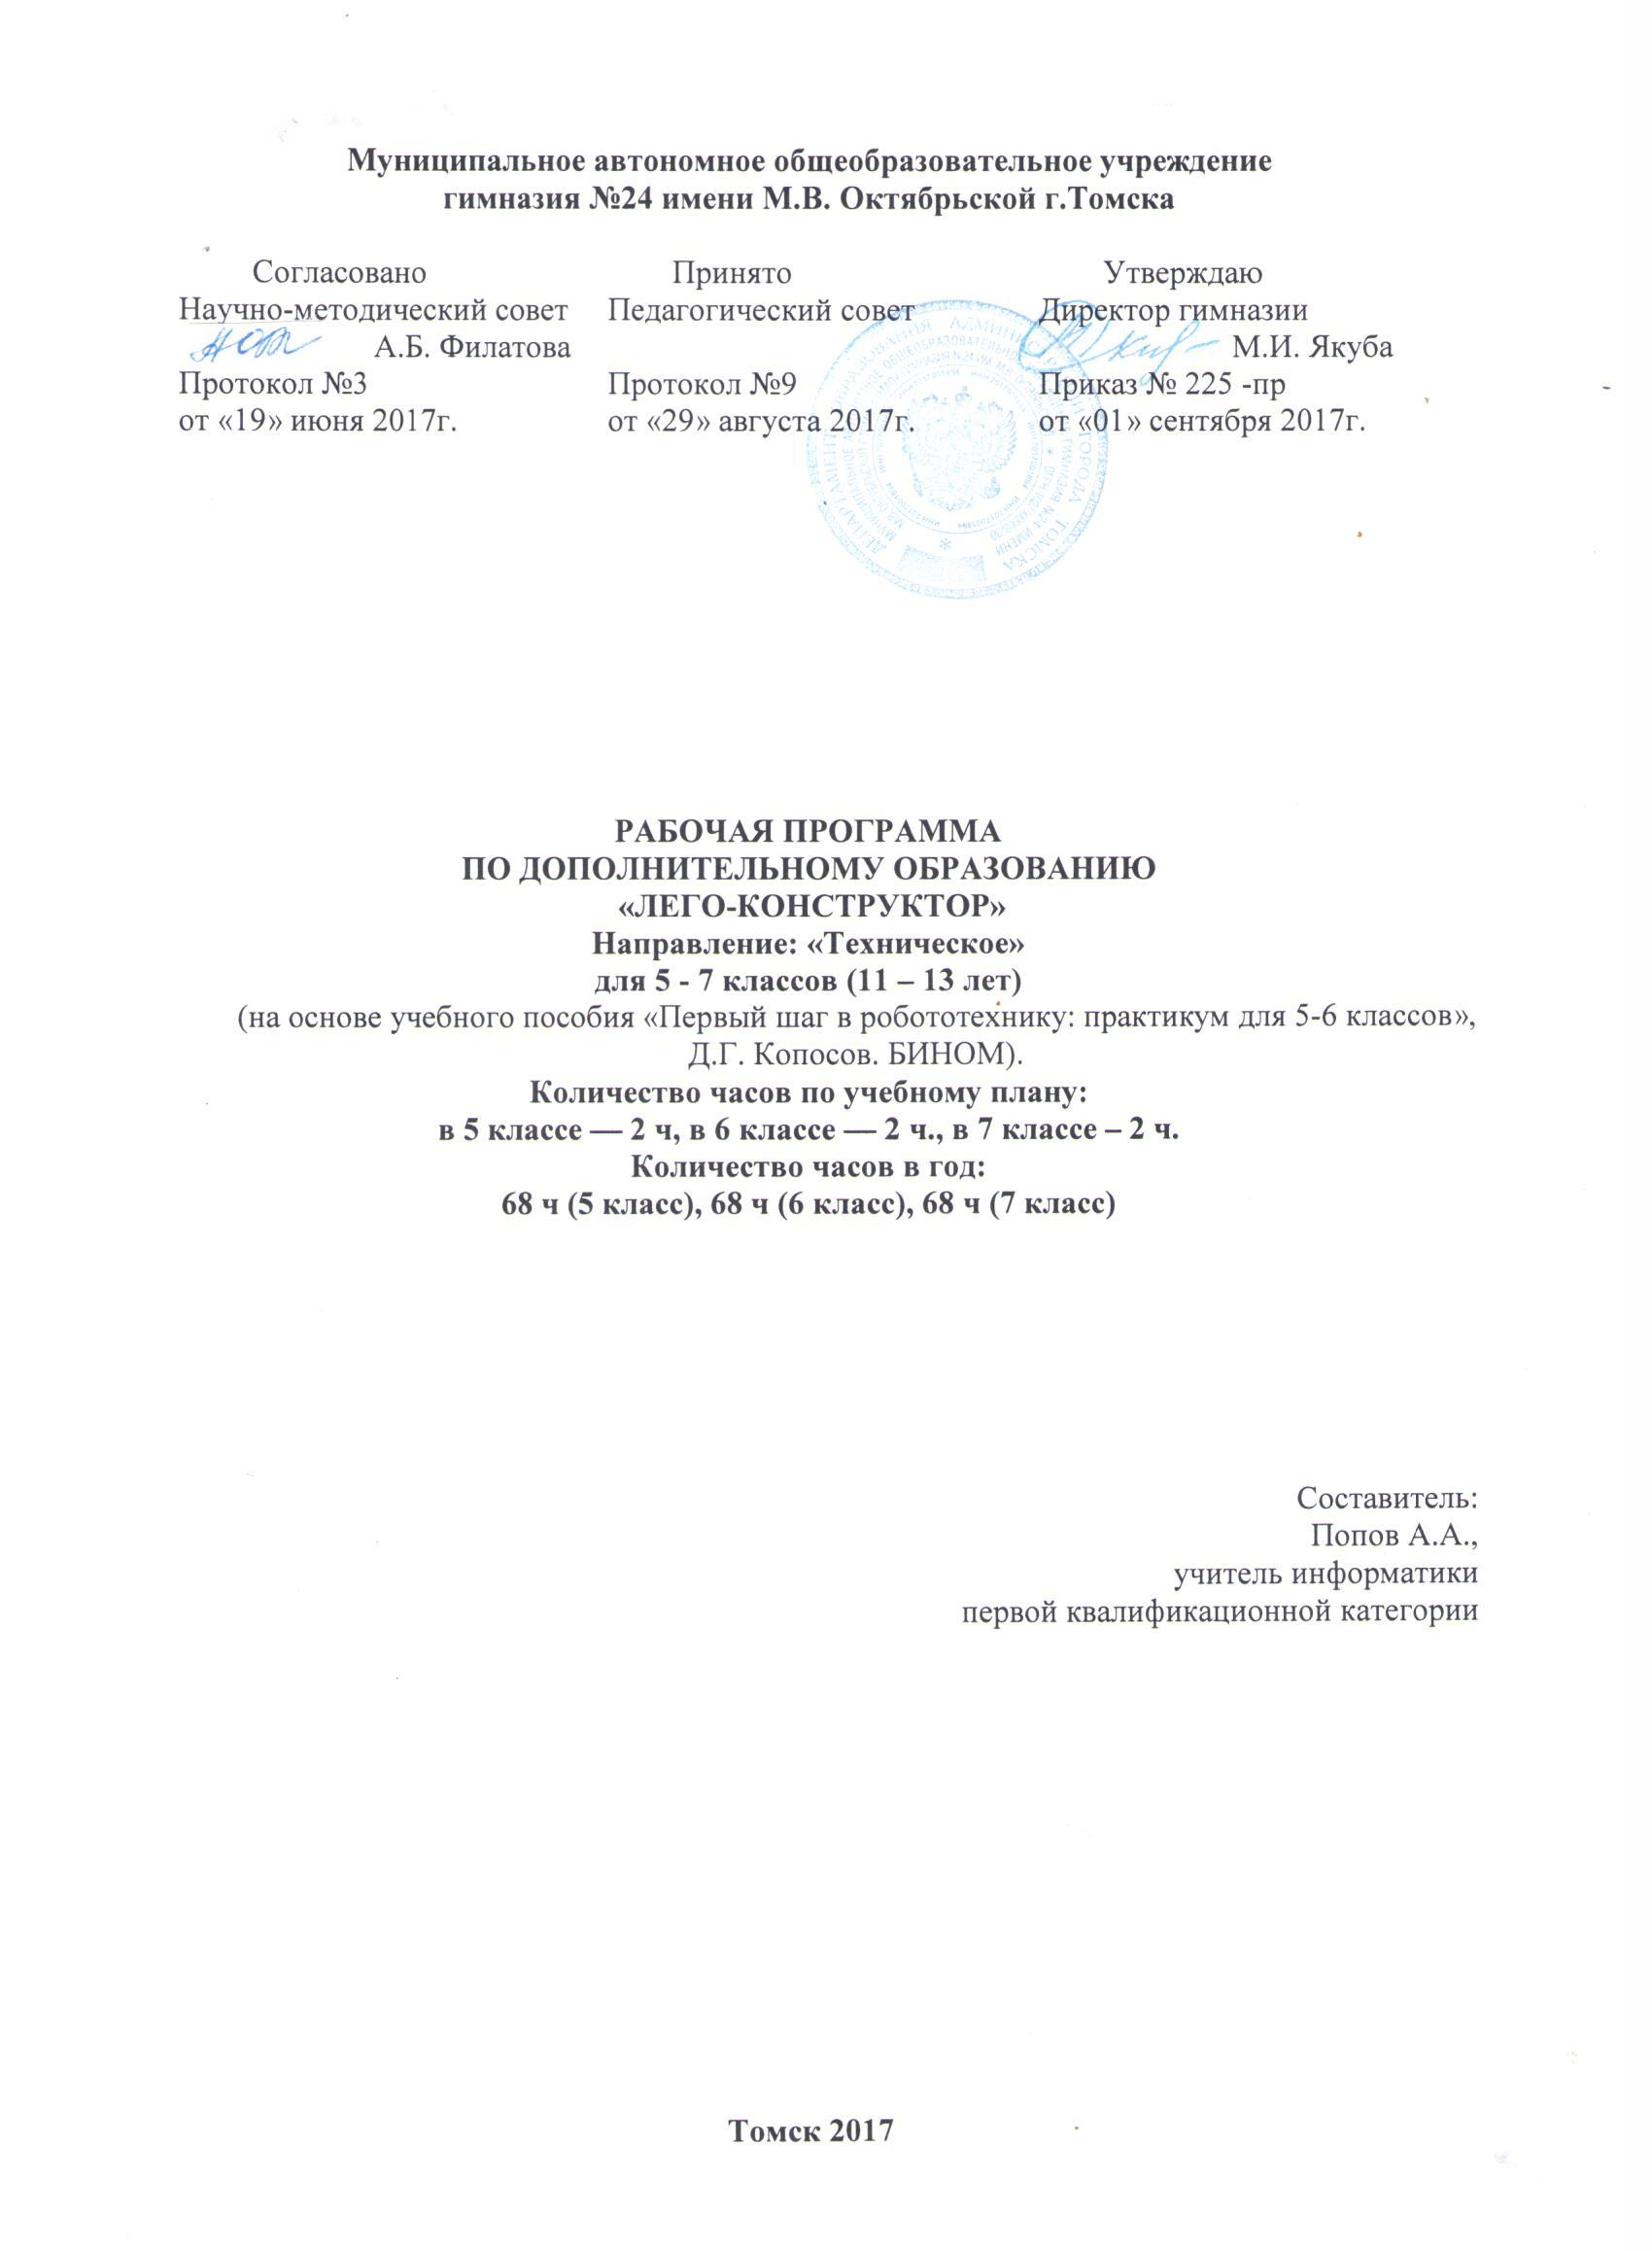 Муниципальное автономное общеобразовательное учреждение
гимназия №24 имени М.В. Октябрьской г.Томска
Согласовано Принято Утверждаю
Научно-методический совет Педагогический совет Директор гимназии
А.Б. Филатова М.И. Якуба
Протокол №3 Протокол №9 Приказ № 225 -пр
от «19» июня 2017г. от «29» августа 2017г. от «01» сентября 2017г.
РАБОЧАЯ ПРОГРАММА
ПО ДОПОЛНИТЕЛЬНОМУ ОБРАЗОВАНИЮ
«ЛЕГО-КОНСТРУКТОР»
Направление: «Техническое»
для 5 - 7 классов (11 – 13 лет)
(на основе учебного пособия «Первый шаг в робототехнику: практикум для 5-6 классов»,
Д.Г. Копосов. БИНОМ).
Количество часов по учебному плану:
в 5 классе — 2 ч, в 6 классе — 2 ч., в 7 классе – 2 ч.
Количество часов в год:
68 ч (5 класс), 68 ч (6 класс), 68 ч (7 класс)
Составитель:
Попов А.А.,
учитель информатики
первой квалификационной категории
Томск 2017